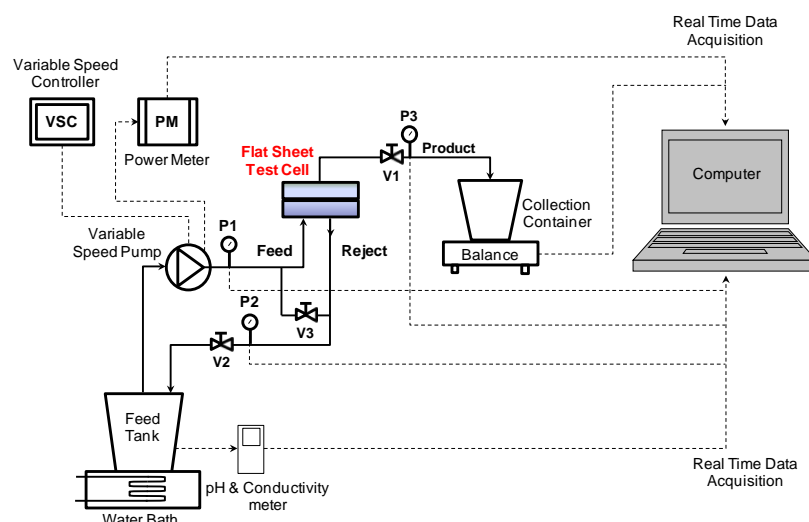 Real Time Data
Acquisition
Variable Speed
Controller
VSC
PM
Power Meter
P3
Product
V1
Flat Sheet
Test Cell
Computer
Collection
Container
Balance
Variable
Speed Pump
P1
Feed
Reject
P2
V3
V2
Feed
Tank
pH & Conductivity
meter
Water Bath
Real Time Data
Acquisition